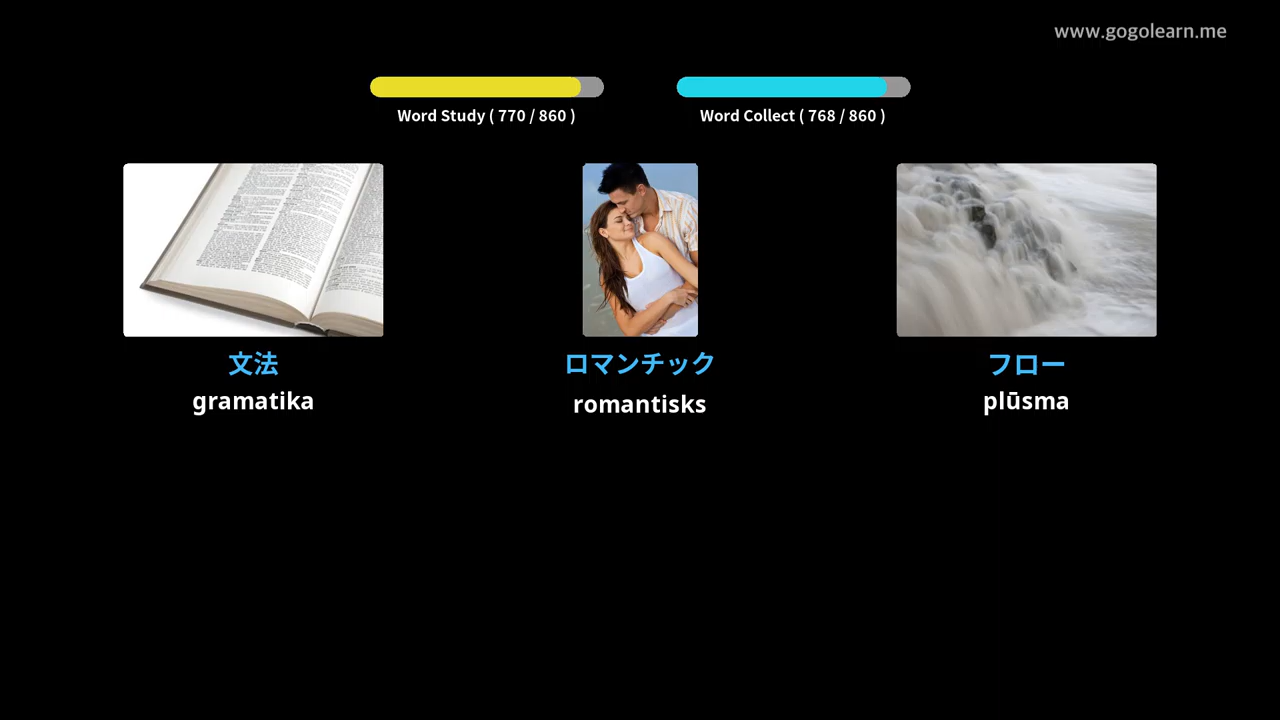 www.gogolearn.me
Word Study ( 770 / 860 )
Word Collect ( 768 / 860 )
文法
ロマンチック
フロー
gramatika
romantisks
plūsma